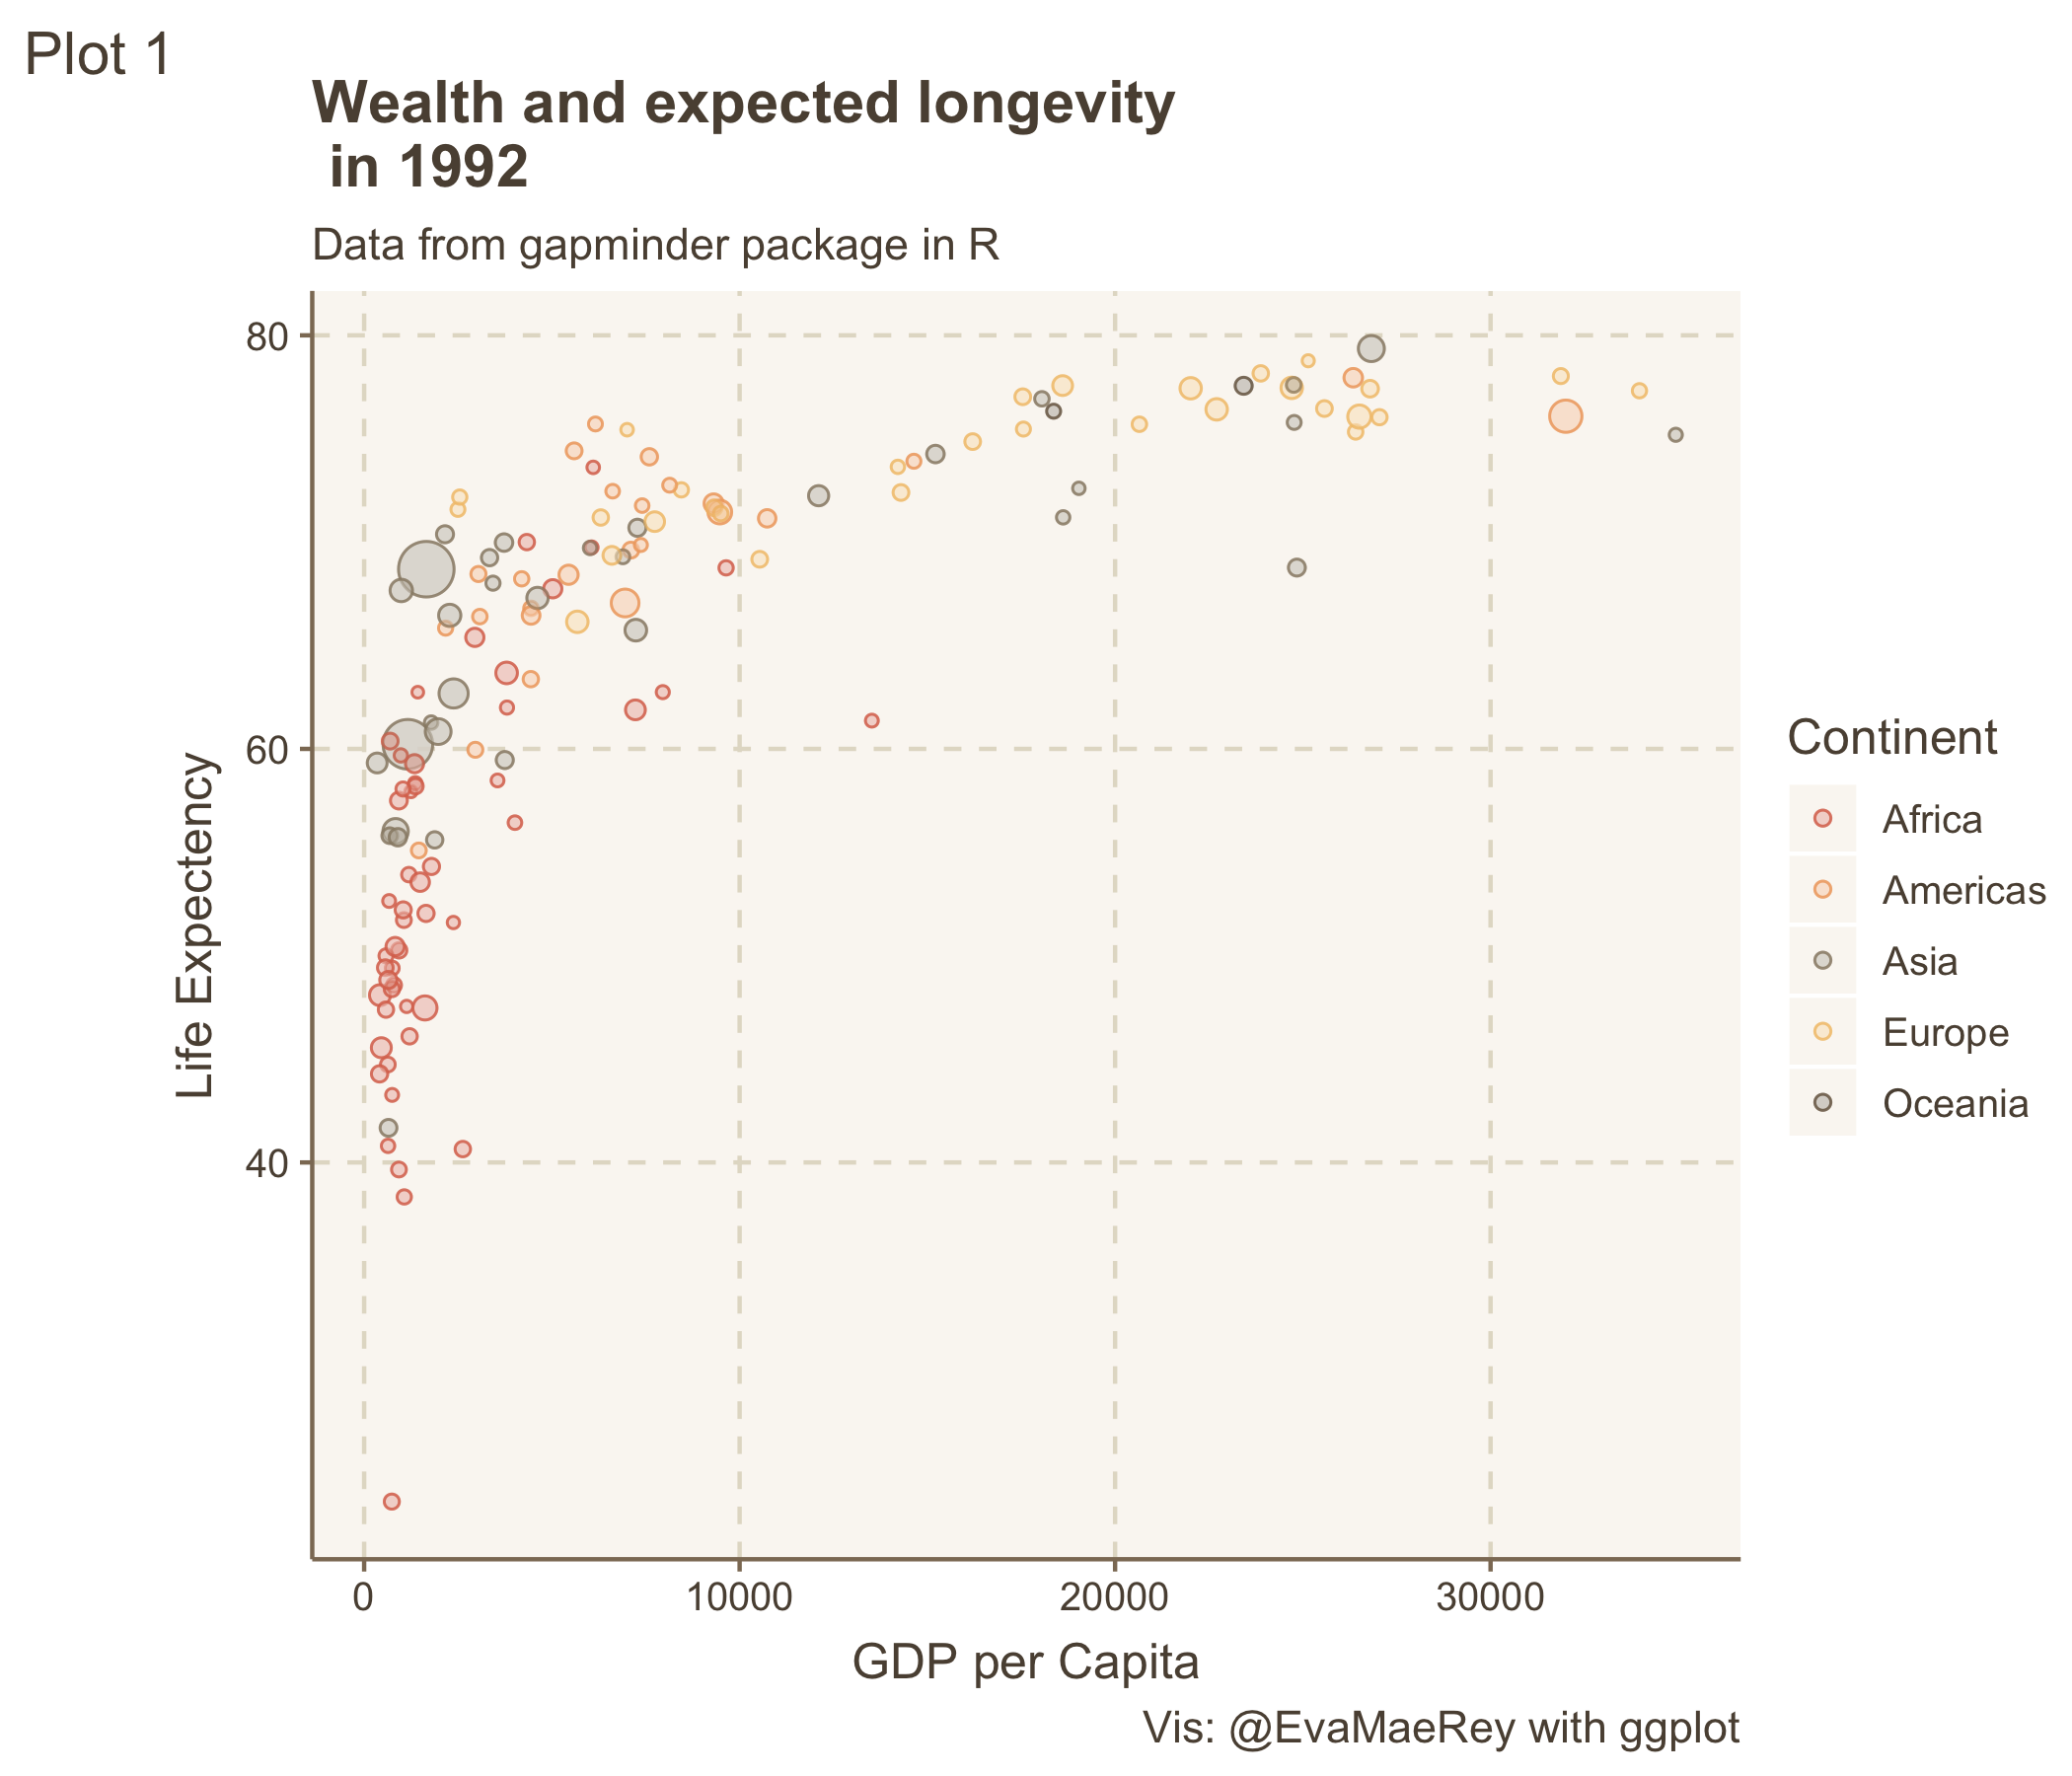 Plot 1
Wealth and expected longevity
in 1992
Data from gapminder package in R
80
60
40
Life Expectency
0
10000
20000
30000
GDP per Capita
Continent
Africa
Americas
Asia
Europe
Oceania
Vis: @EvaMaeRey with ggplot